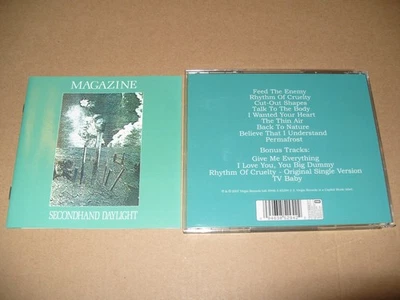 MAGAZINE
SECONDHAND DAYLIGHT
Feed The Enemy
Rhythm Of Cruelty
Cut-Out Shapes
Talk To The Body
I Wanted Your Heart
The Thin Air
Back To Nature
Believe That I Understand
Permafrost
Bonus Tracks:
Give Me Everything
I Love You, You Big Dummy
Rhythm Of Cruelty - Original Single Version
TV Baby